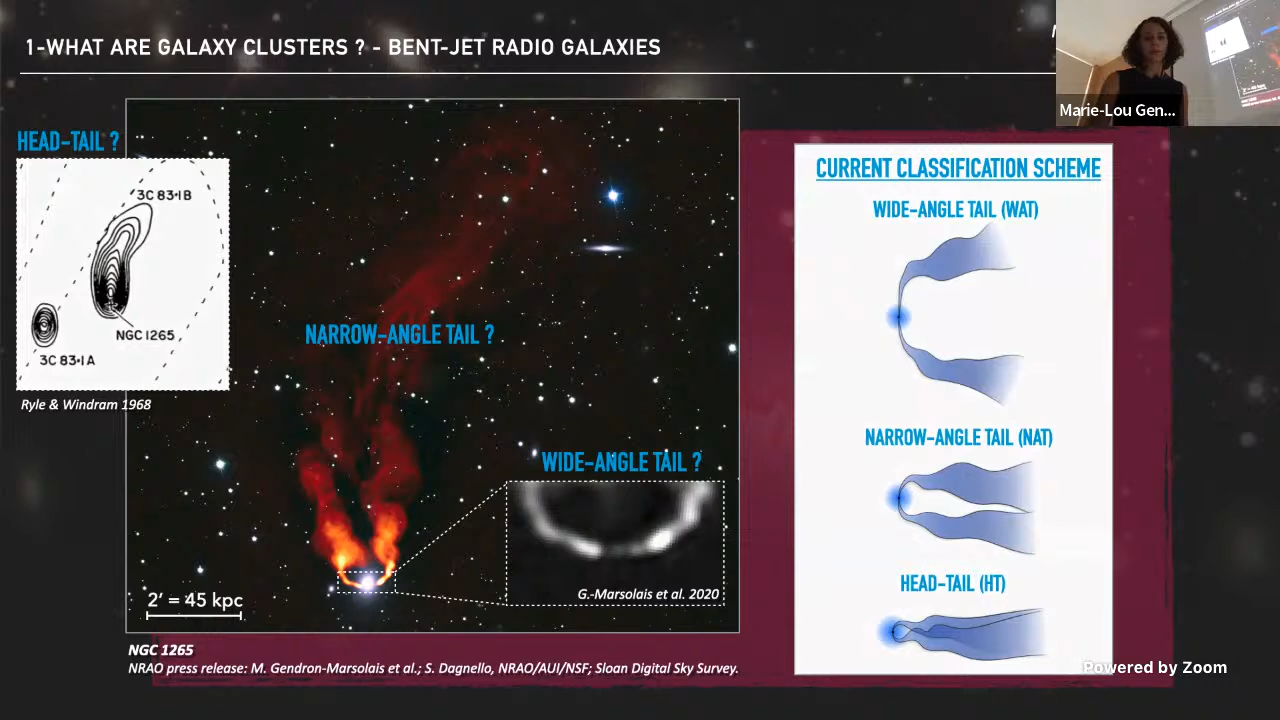 1-WHAT ARE GALAXY CLUSTERS ? - BENT-JET RADIO GALAXIES
Marie-Lou Gen...
HEAD-TAIL ?
3C 83·1B
NGC 1265
3C 83·1A
Ryle & Windram 1968
NARROW-ANGLE TAIL ?
WIDE-ANGLE TAIL ?
G.-Marsolais et al. 2020
2' = 45 kpc
NGC 1265
NRAO press release: M. Gendron-Marsolais et al.; S. Dagnello, NRAO/AUI/NSF; Sloan Digital Sky Survey.
CURRENT CLASSIFICATION SCHEME
WIDE-ANGLE TAIL (WAT)
NARROW-ANGLE TAIL (NAT)
HEAD-TAIL (HT)
Powered by Zoom